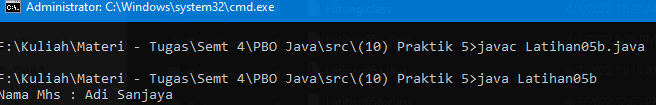 Administrator: C:\Windows\system32\cmd.exe
F:\Kuliah\Materi - Tugas\Semt 4\PBO Java\src\(10) Praktik 5>javac Latihan05b.java
F:\Kuliah\Materi - Tugas\Semt 4\PBO Java\src\(10) Praktik 5>java Latihan05b
Nama Mhs : Adi Sanjaya